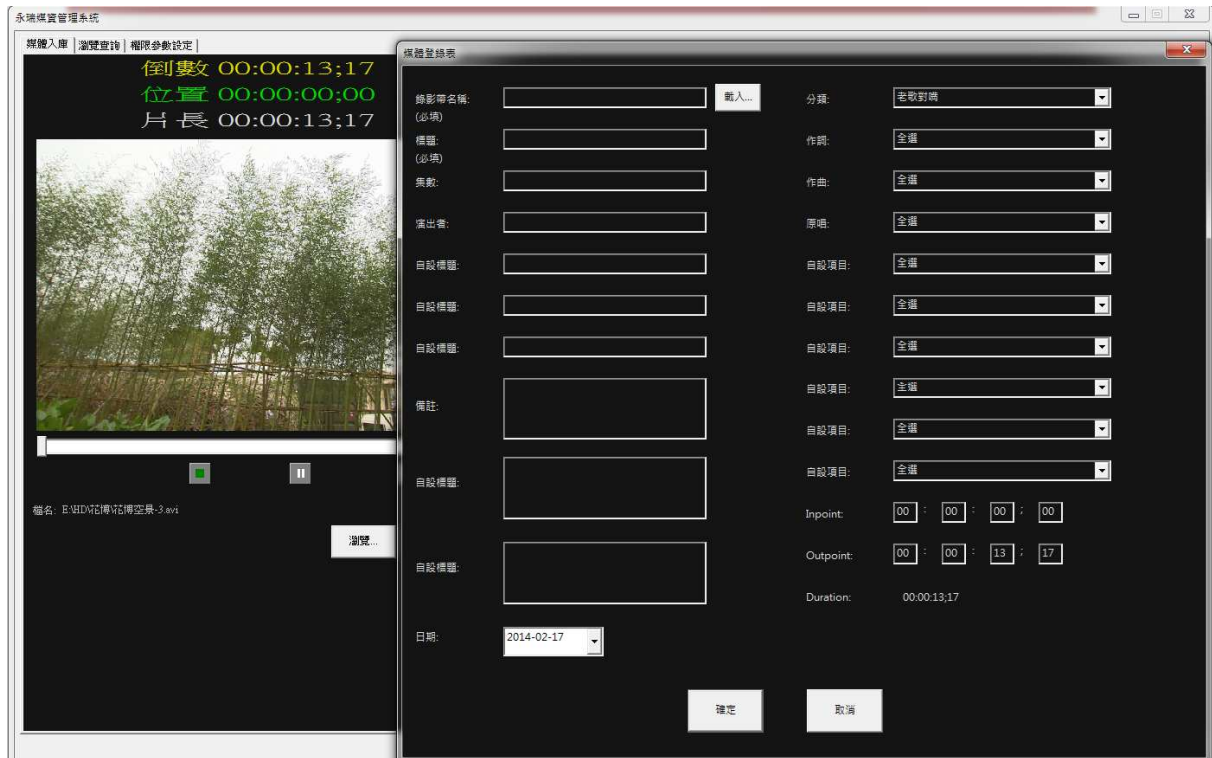 永瑞媒資管理系統
媒體入庫 瀏覽查詢 權限參數設定
倒數 00:00:13;17
位置 00:00:00;00
片長 00:00:13;17
檔名: E:\HD\花博\花博空景-3.avi
瀏覽...
媒體登錄表
錄影帶名稱:
(必填)
載入...
標題:
(必填)
集數:
演出者:
自設標題:
自設標題:
自設標題:
備註:
自設標題:
自設標題:
日期: 2014-02-17
分類: 老歌對嘴
作詞: 全選
作曲: 全選
原唱: 全選
自設項目: 全選
自設項目: 全選
自設項目: 全選
自設項目: 全選
自設項目: 全選
自設項目: 全選
Inpoint: 00 : 00 : 00 ; 00
Outpoint: 00 : 00 : 13 ; 17
Duration: 00:00:13;17
確定 取消